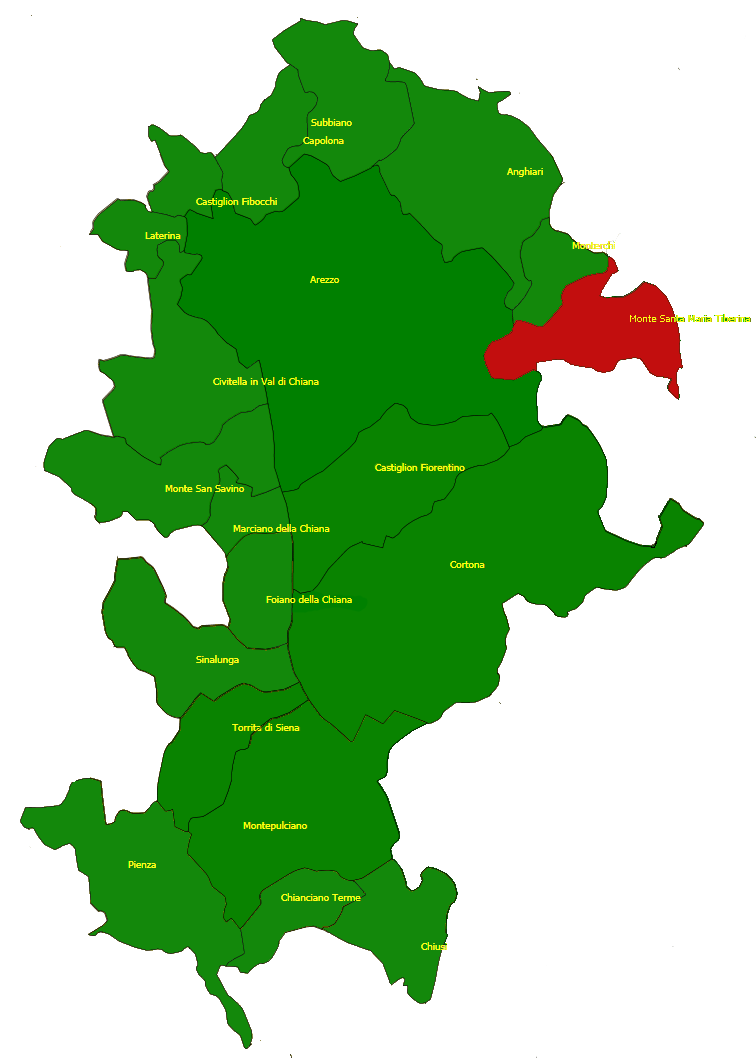 Subbiano
Capolona
Anghiari
Castiglion Fibocchi
Laterina
Monterchi
Arezzo
Monte Santa Maria Tiberina
Civitella in Val di Chiana
Castiglion Fiorentino
Monte San Savino
Marciano della Chiana
Cortona
Foiano della Chiana
Sinalunga
Torrita di Siena
Montepulciano
Pienza
Chianciano Terme
Chiusi